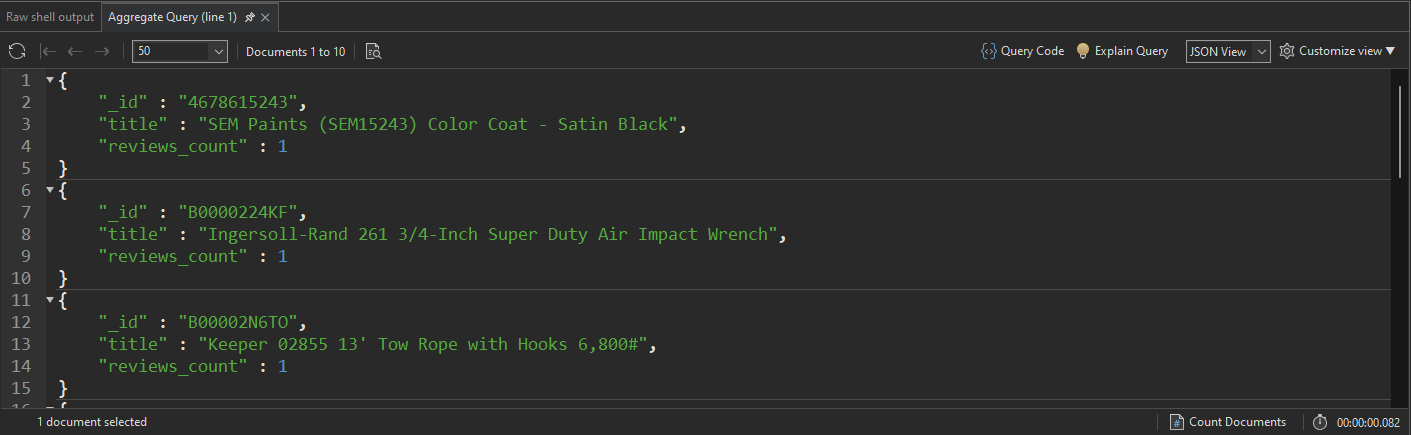 Raw shell output Aggregate Query (line 1)
50 Documents 1 to 10 Query Code Explain Query JSON View Customize view
1 {
2 "_id" : "4678615243",
3 "title" : "SEM Paints (SEM15243) Color Coat - Satin Black",
4 "reviews_count" : 1
5 }
6 {
7 "_id" : "B0000224KF",
8 "title" : "Ingersoll-Rand 261 3/4-Inch Super Duty Air Impact Wrench",
9 "reviews_count" : 1
10 }
11 {
12 "_id" : "B00002N6TO",
13 "title" : "Keeper 02855 13' Tow Rope with Hooks 6,800#",
14 "reviews_count" : 1
15 }
16 {
1 document selected Count Documents 00:00:00.082